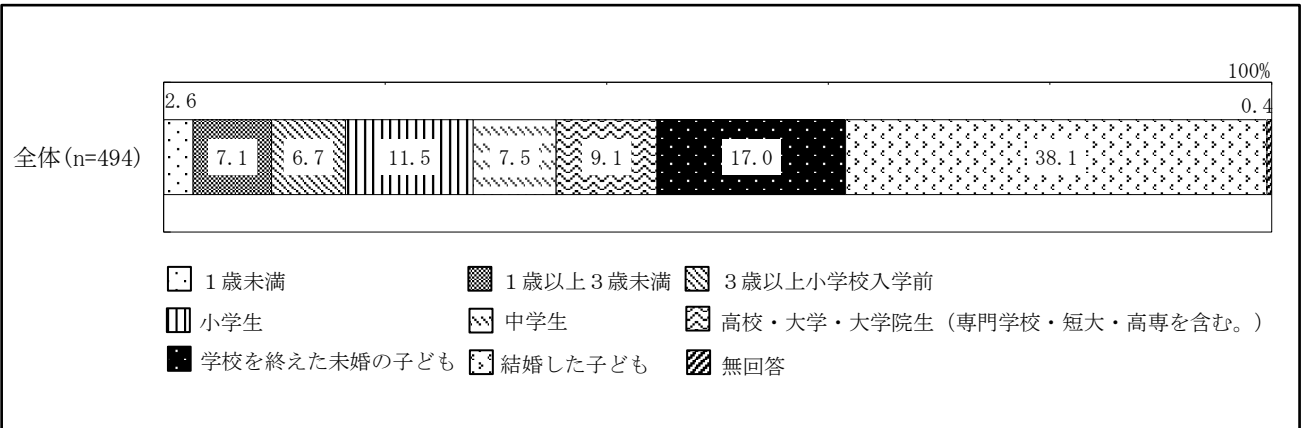 100%
2.6
0.4
全体(n=494)
7.1
6.7
11.5
7.5
9.1
17.0
38.1
１歳未満
１歳以上３歳未満
３歳以上小学校入学前
小学生
中学生
高校・大学・大学院生（専門学校・短大・高専を含む。）
学校を終えた未婚の子ども
結婚した子ども
無回答